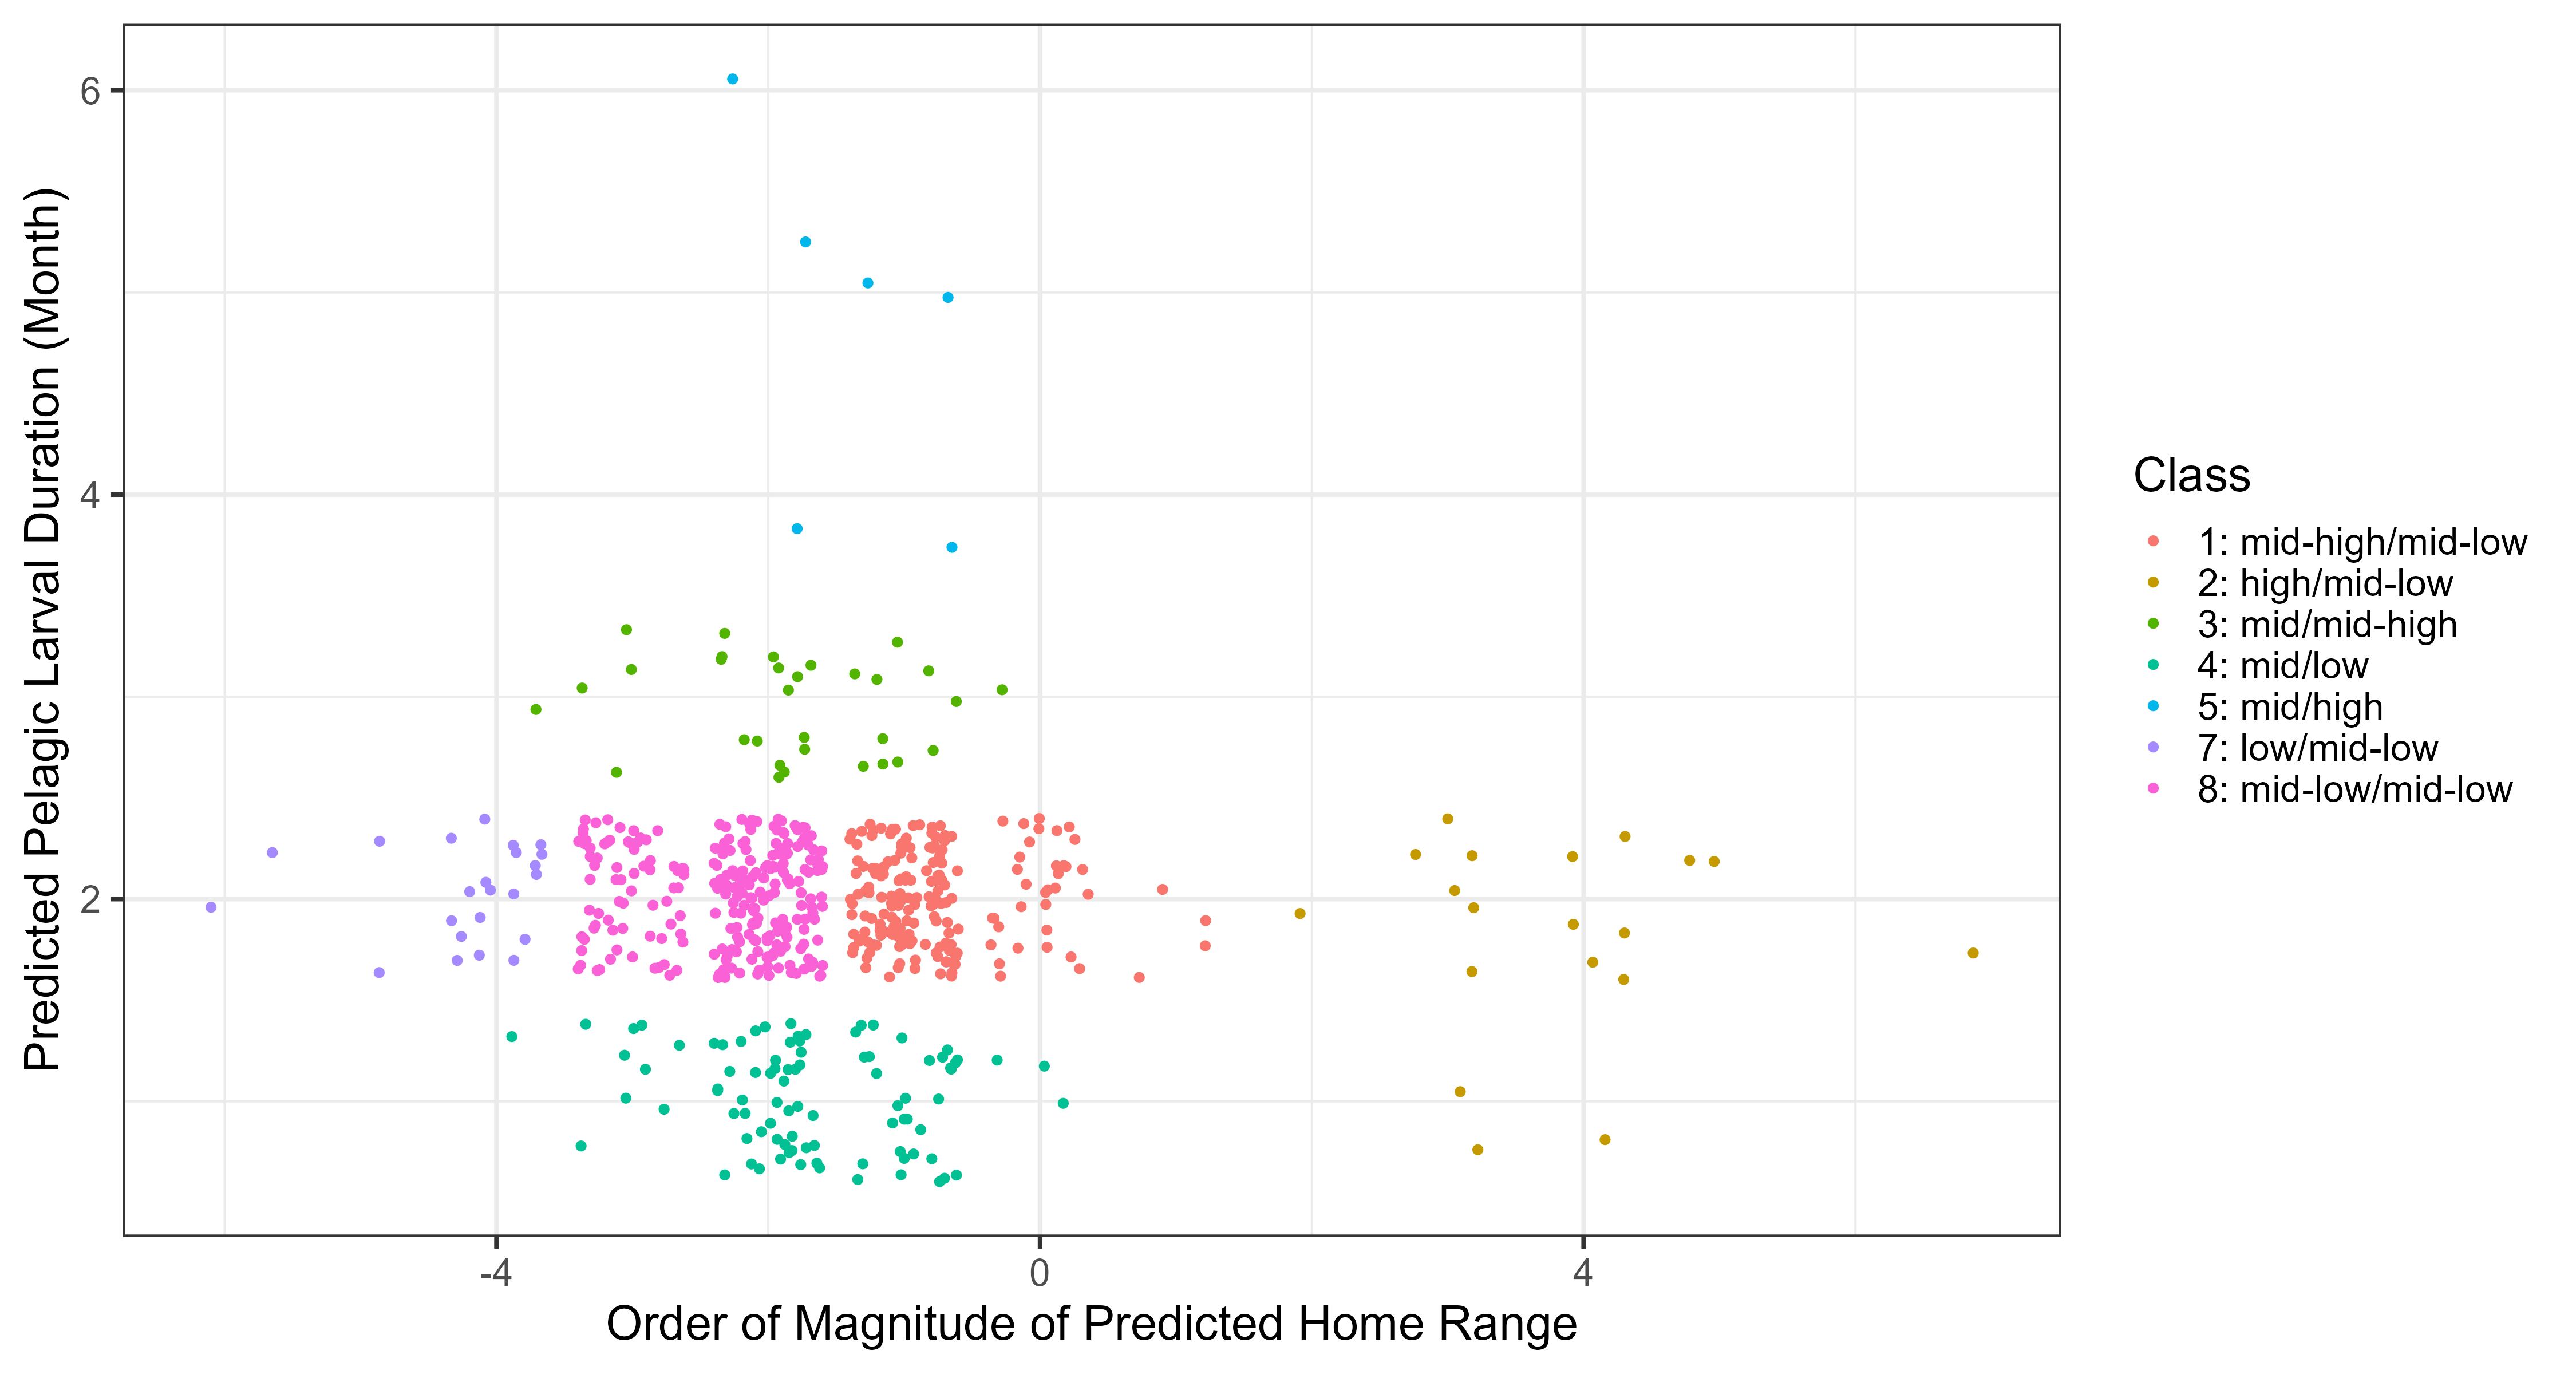 Predicted Pelagic Larval Duration (Month)
6
4
2
-4
0
4
Order of Magnitude of Predicted Home Range
Class
1: mid-high/mid-low
2: high/mid-low
3: mid/mid-high
4: mid/low
5: mid/high
7: low/mid-low
8: mid-low/mid-low